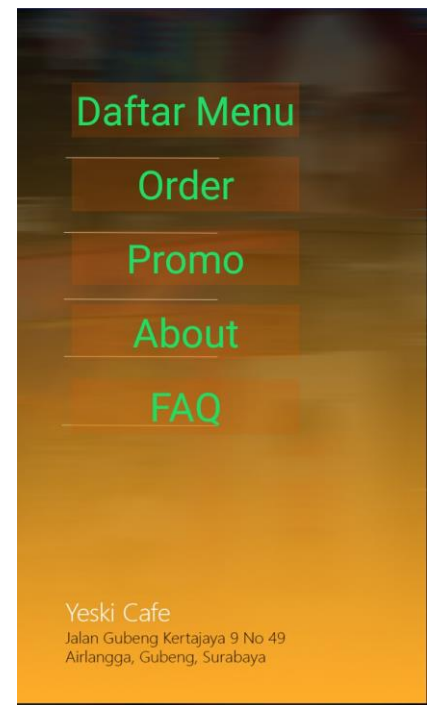 Daftar Menu
Order
Promo
About
FAQ
Yeski Cafe
Jalan Gubeng Kertajaya 9 No 49
Airlangga, Gubeng, Surabaya